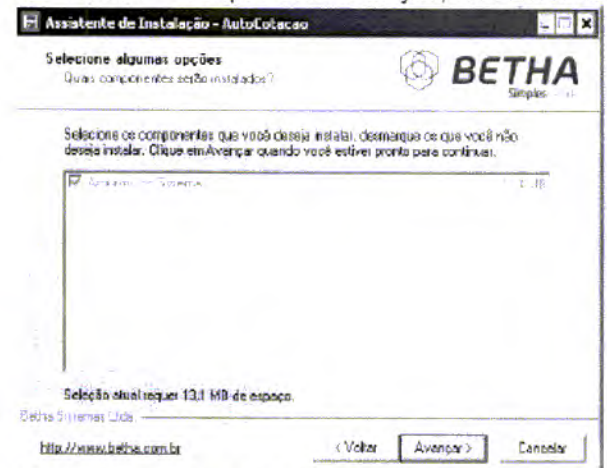 Assistente de Instalação - AutoCotacao
Selecione algumas opções
Quais componentes serão instalados?
BETHA
Simples
Selecione os componentes que você deseja instalar, desmarque os que você não
deseja instalar. Clique em Avançar quando você estiver pronto para continuar.
Sistema
Seleção atual requer 13,1 MB de espaço.
Betha Sistemas Ltda.
http://www.betha.com.br
< Voltar
Avançar >
Cancelar